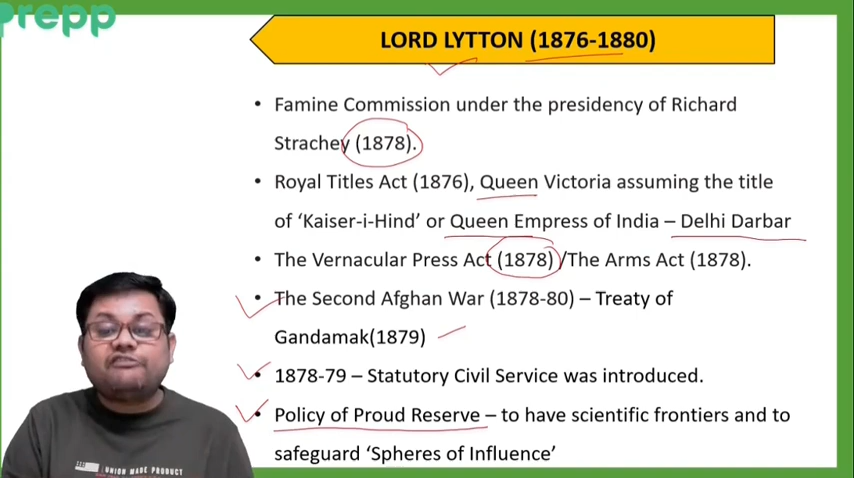 Prepp
LORD LYTTON (1876-1880)
• Famine Commission under the presidency of Richard
Strachey (1878).
• Royal Titles Act (1876), Queen Victoria assuming the title
of ‘Kaiser-i-Hind’ or Queen Empress of India – Delhi Darbar
• The Vernacular Press Act (1878)/The Arms Act (1878).
• The Second Afghan War (1878-80) – Treaty of
Gandamak(1879)
• 1878-79 – Statutory Civil Service was introduced.
• Policy of Proud Reserve – to have scientific frontiers and to
safeguard ‘Spheres of Influence’
UNION MADE PRODUCT